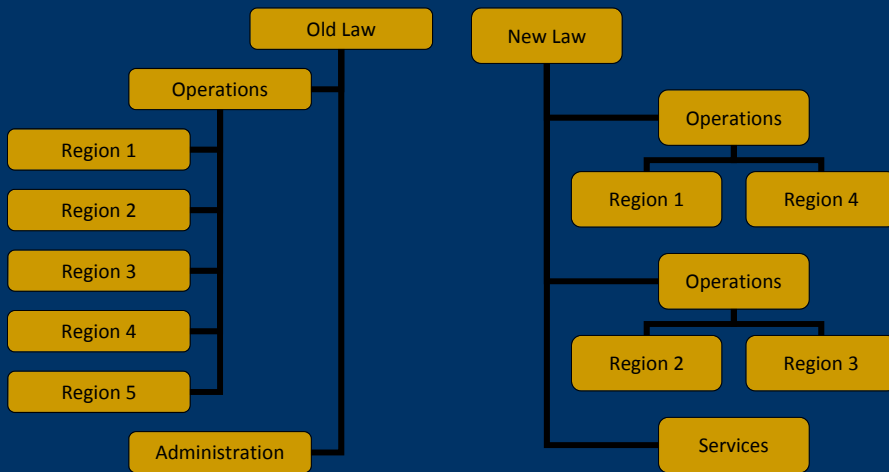 Old Law
Operations
Region 1
Region 2
Region 3
Region 4
Region 5
Administration
New Law
Operations
Region 1
Region 4
Operations
Region 2
Region 3
Services